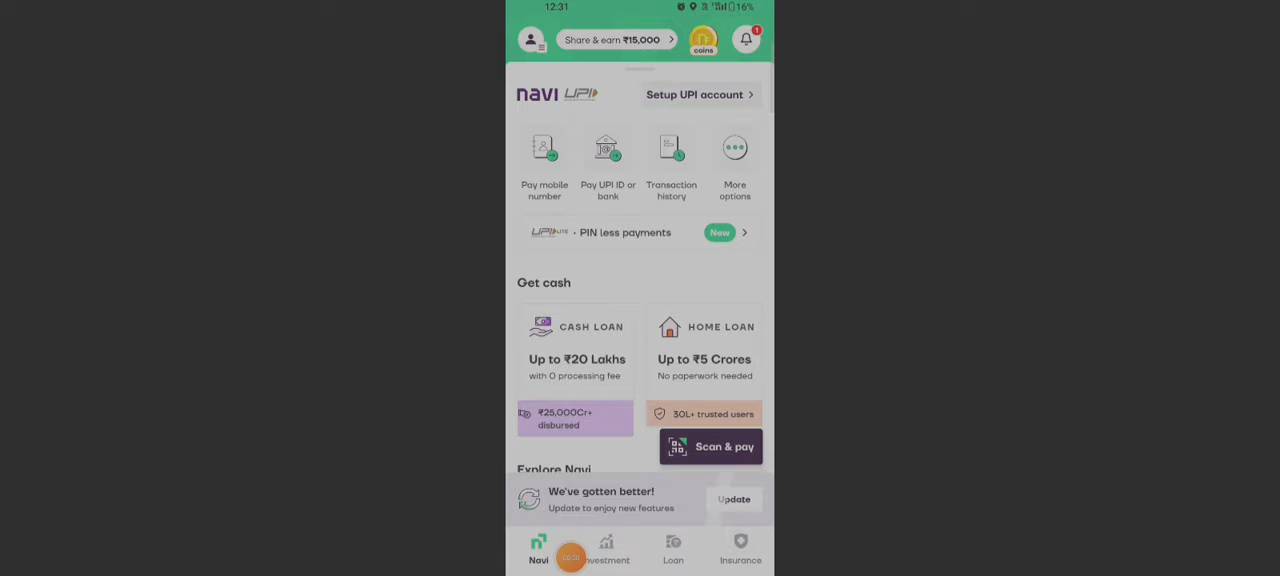 12:31
16%
Share & earn ₹15,000
coins
1
navi UPI
Setup UPI account
Pay mobile number
Pay UPI ID or bank
Transaction history
More options
UPI LITE · PIN less payments
New
Get cash
CASH LOAN
Up to ₹20 Lakhs
with 0 processing fee
₹25,000Cr+
disbursed
HOME LOAN
Up to ₹5 Crores
No paperwork needed
30L+ trusted users
Scan & pay
Explore Navi
We've gotten better!
Update to enjoy new features
Update
Navi
nvestment
Loan
Insurance